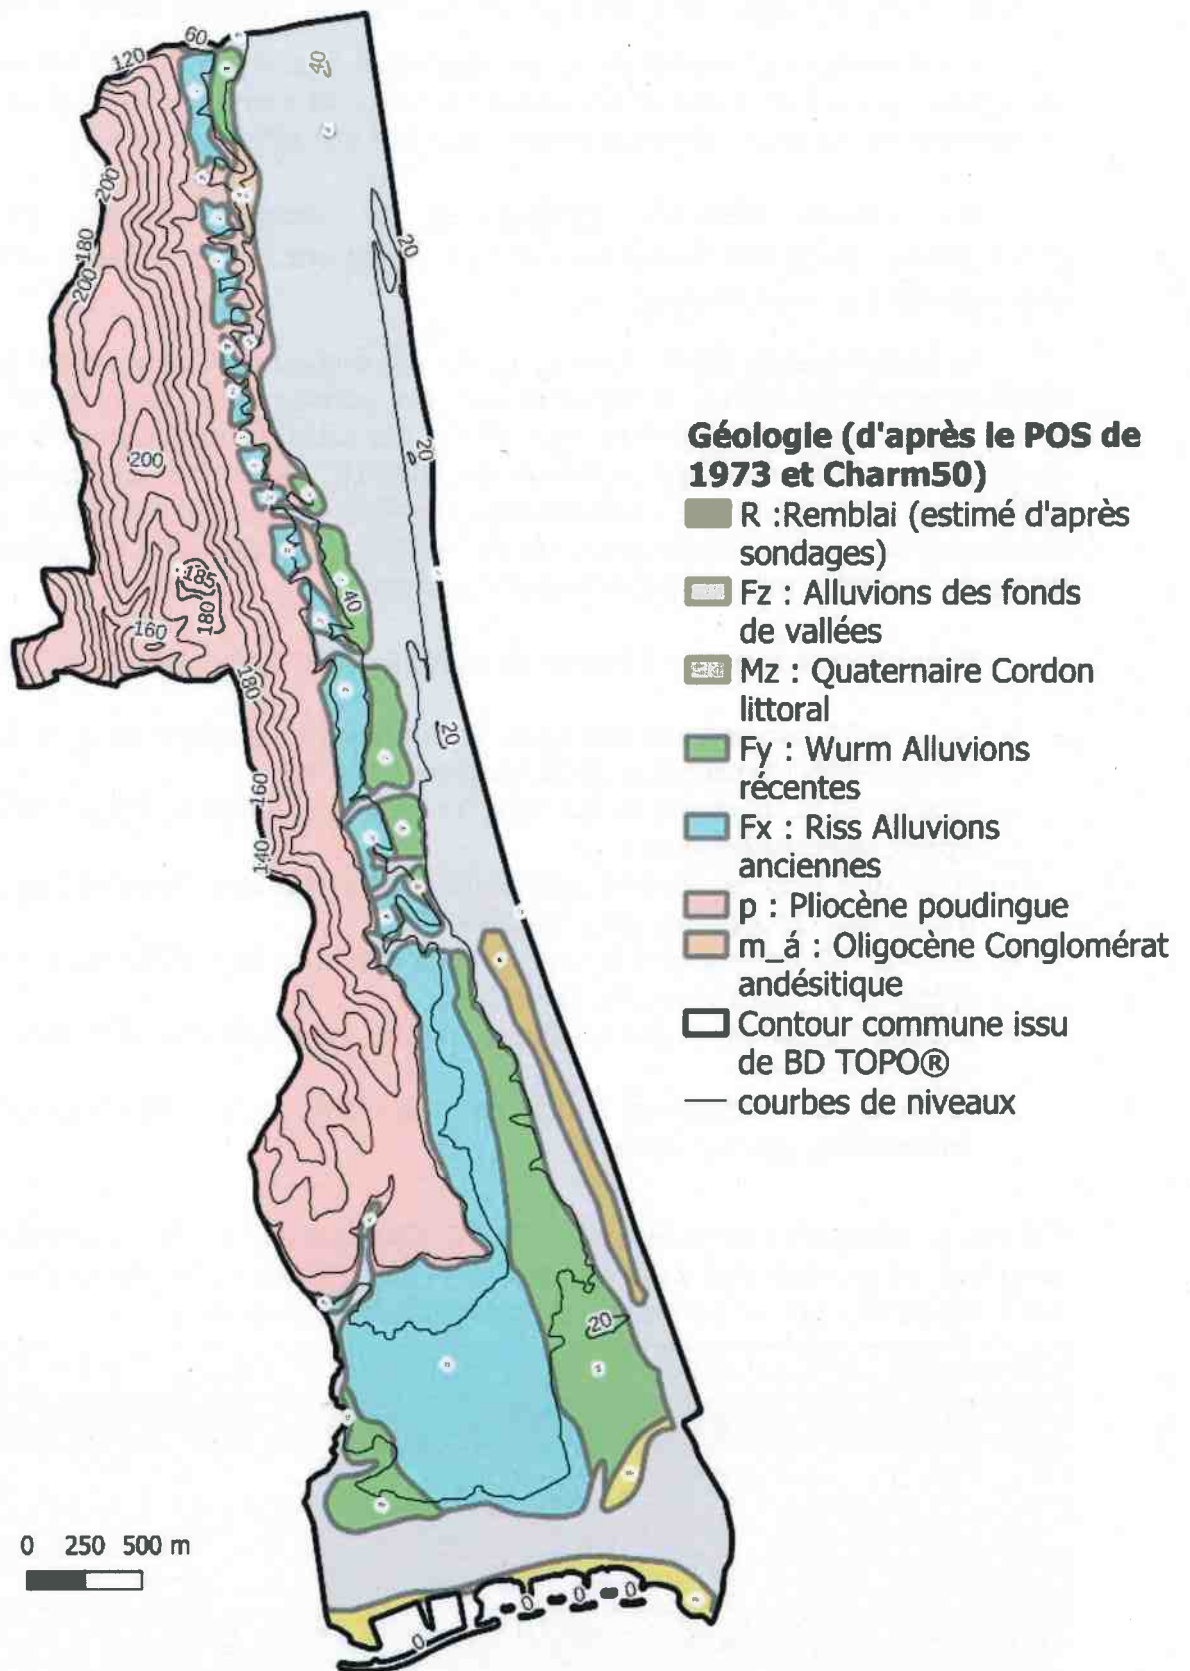 60
120
40
200
180
200
20
20
200
185
180
160
40
180
20
160
140
20
0
0
0
0
Géologie (d'après le POS de
1973 et Charm50)
R :Remblai (estimé d'après
sondages)
Fz : Alluvions des fonds
de vallées
Mz : Quaternaire Cordon
littoral
Fy : Wurm Alluvions
récentes
Fx : Riss Alluvions
anciennes
p : Pliocène poudingue
m_á : Oligocène Conglomérat
andésitique
Contour commune issu
de BD TOPO®
courbes de niveaux
0 250 500 m